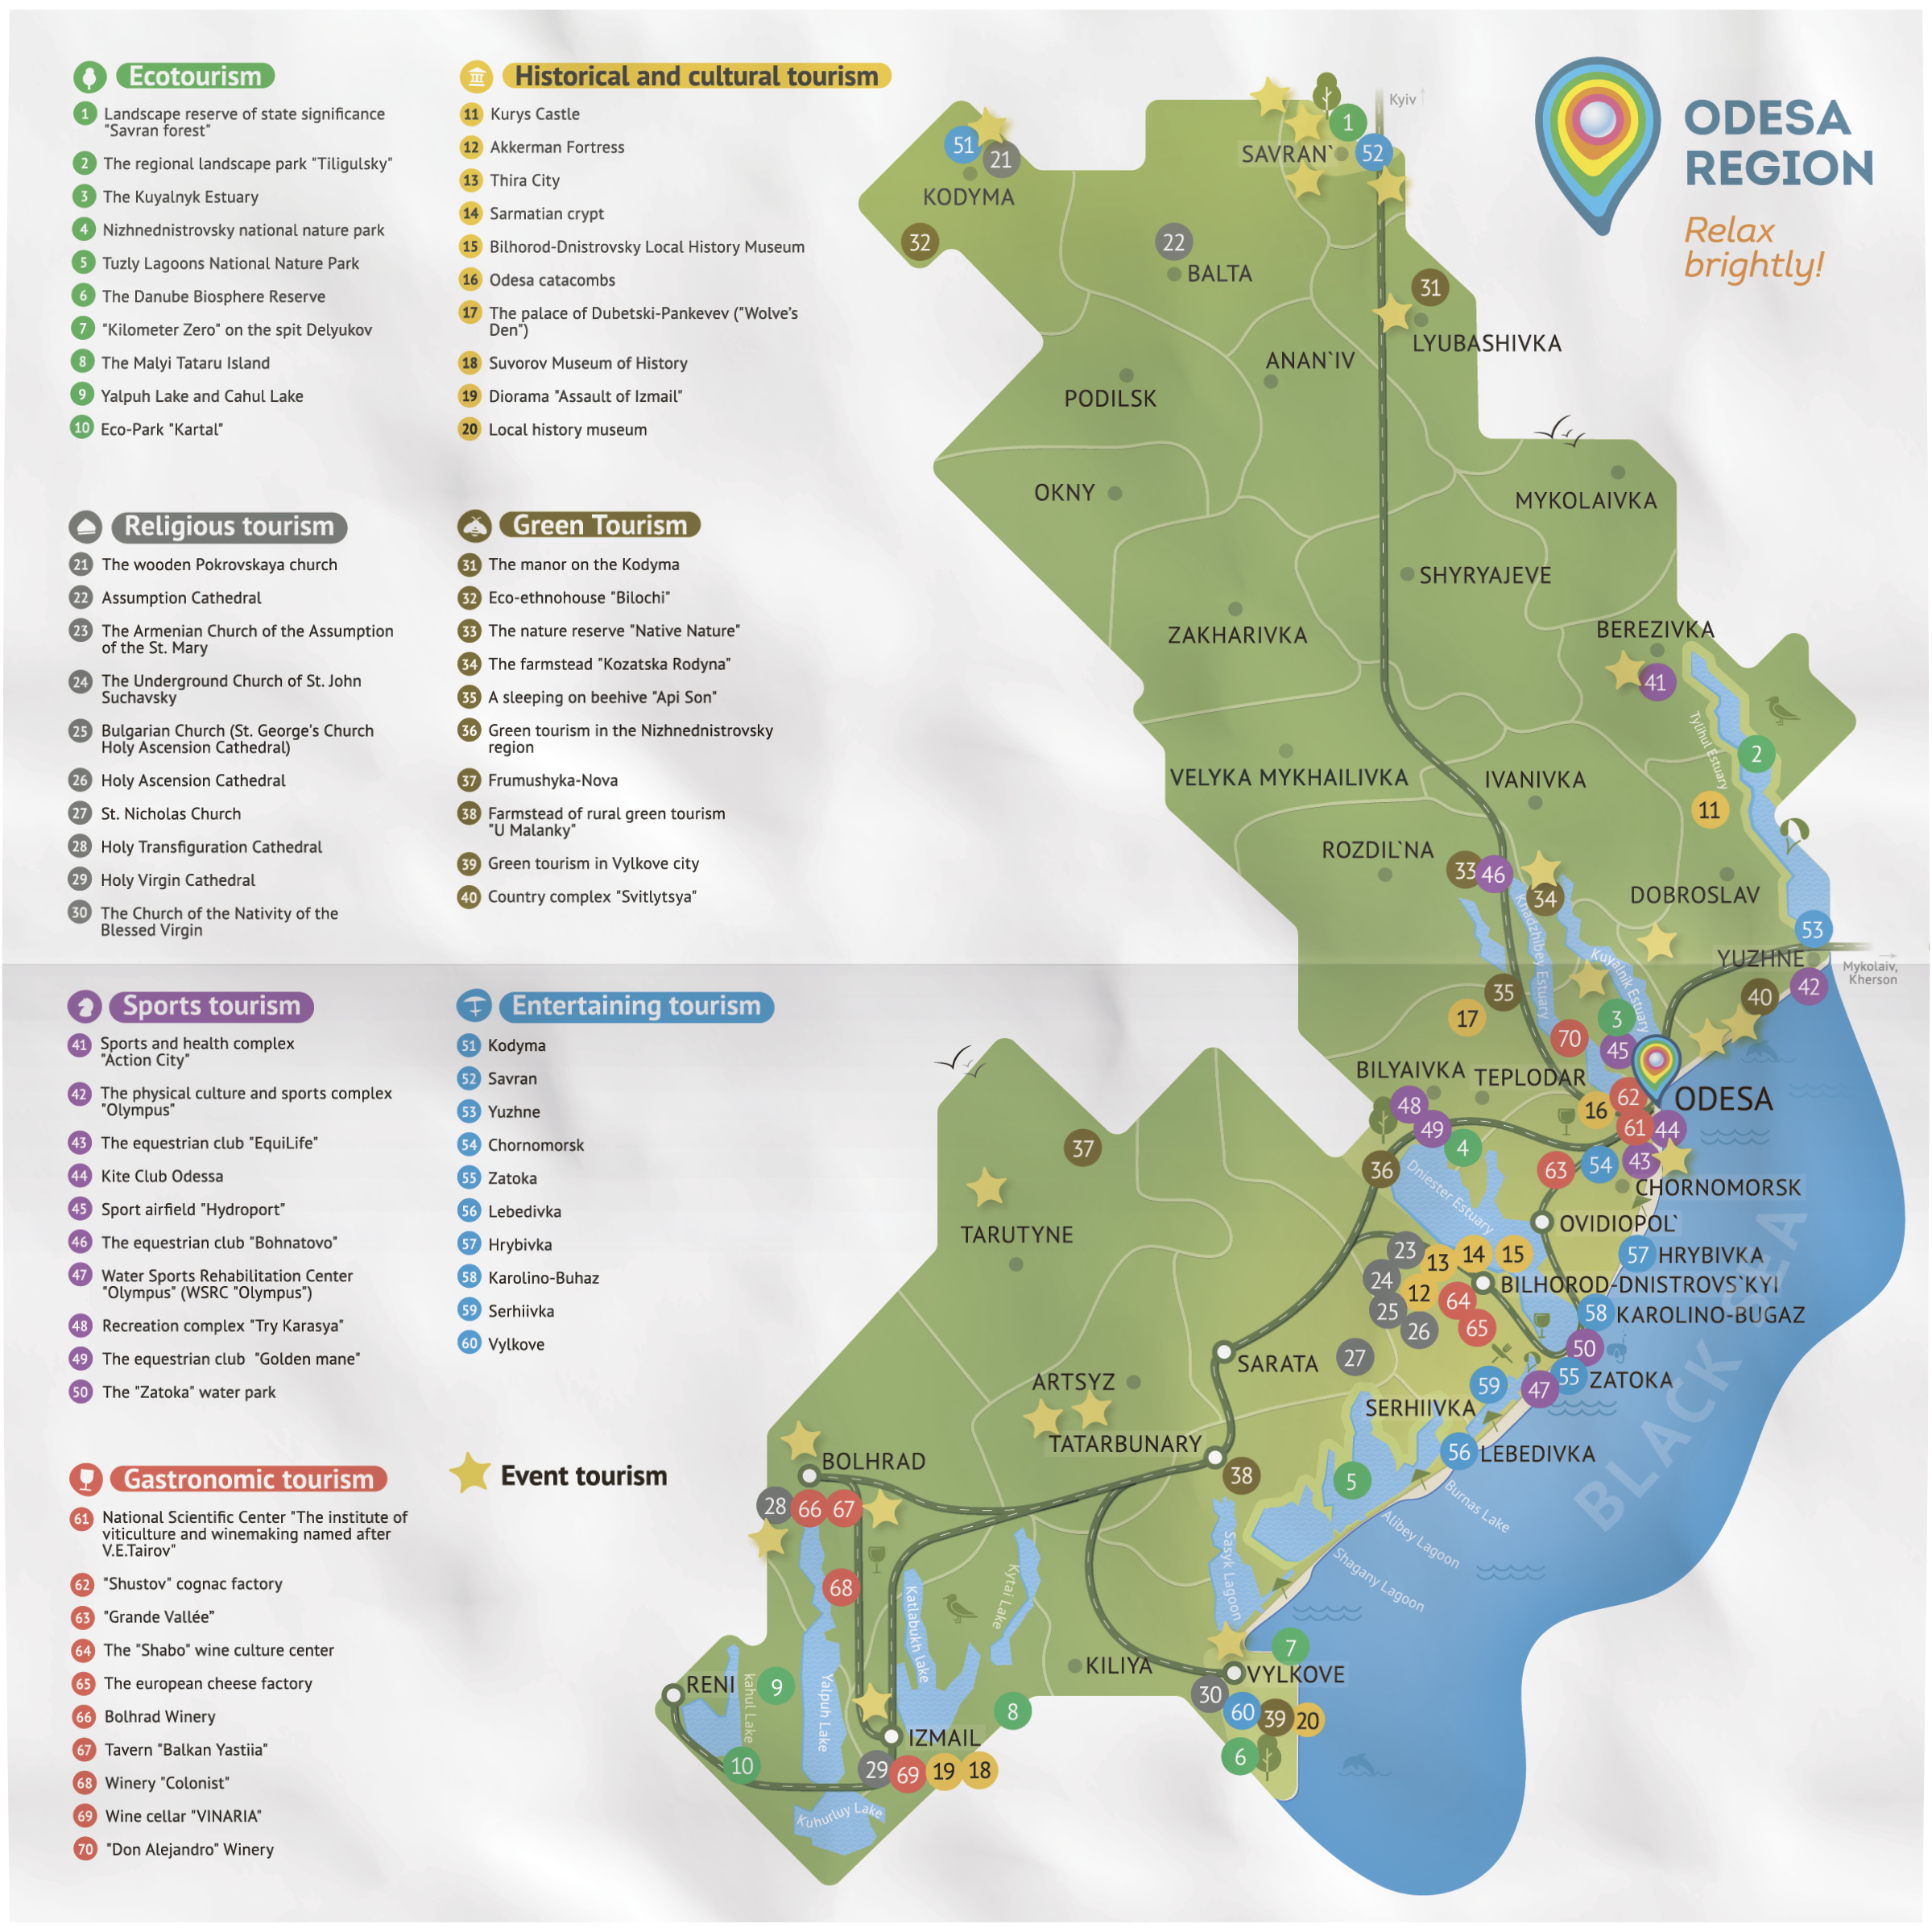 Ecotourism
1 Landscape reserve of state significance
"Savran forest"
2 The regional landscape park "Tiligulsky"
3 The Kuyalnyk Estuary
4 Nizhnednistrovsky national nature park
5 Tuzly Lagoons National Nature Park
6 The Danube Biosphere Reserve
7 "Kilometer Zero" on the spit Delyukov
8 The Malyi Tataru Island
9 Yalpuh Lake and Cahul Lake
10 Eco-Park "Kartal"
Historical and cultural tourism
11 Kurys Castle
12 Akkerman Fortress
13 Thira City
14 Sarmatian crypt
15 Bilhorod-Dnistrovsky Local History Museum
16 Odesa catacombs
17 The palace of Dubetski-Pankevev ("Wolve's
Den")
18 Suvorov Museum of History
19 Diorama "Assault of Izmail"
20 Local history museum
Religious tourism
21 The wooden Pokrovskaya church
22 Assumption Cathedral
23 The Armenian Church of the Assumption
of the St. Mary
24 The Underground Church of St. John
Suchavsky
25 Bulgarian Church (St. George's Church
Holy Ascension Cathedral)
26 Holy Ascension Cathedral
27 St. Nicholas Church
28 Holy Transfiguration Cathedral
29 Holy Virgin Cathedral
30 The Church of the Nativity of the
Blessed Virgin
Green Tourism
31 The manor on the Kodyma
32 Eco-ethnohouse "Bilochi"
33 The nature reserve "Native Nature"
34 The farmstead "Kozatska Rodyna"
35 A sleeping on beehive "Api Son"
36 Green tourism in the Nizhnednistrovsky
region
37 Frumushyka-Nova
38 Farmstead of rural green tourism
"U Malanky"
39 Green tourism in Vylkove city
40 Country complex "Svitlytsya"
Sports tourism
41 Sports and health complex
"Action City"
42 The physical culture and sports complex
"Olympus"
43 The equestrian club "EquiLife"
44 Kite Club Odessa
45 Sport airfield "Hydroport"
46 The equestrian club "Bohnatovo"
47 Water Sports Rehabilitation Center
"Olympus" (WSRC "Olympus")
48 Recreation complex "Try Karasya"
49 The equestrian club "Golden mane"
50 The "Zatoka" water park
Entertaining tourism
51 Kodyma
52 Savran
53 Yuzhne
54 Chornomorsk
55 Zatoka
56 Lebedivka
57 Hrybivka
58 Karolino-Buhaz
59 Serhiivka
60 Vylkove
Gastronomic tourism
61 National Scientific Center "The institute of
viticulture and winemaking named after
V.E.Tairov"
62 "Shustov" cognac factory
63 "Grande Vallée"
64 The "Shabo" wine culture center
65 The european cheese factory
66 Bolhrad Winery
67 Tavern "Balkan Yastiia"
68 Winery "Colonist"
69 Wine cellar "VINARIA"
70 "Don Alejandro" Winery
Event tourism
ODESA
REGION
Relax
brightly!
Kyiv
1
SAVRAN`
52
51
21
KODYMA
32
22
BALTA
31
LYUBASHIVKA
ANAN`IV
PODILSK
OKNY
MYKOLAIVKA
SHYRYAJEVE
ZAKHARIVKA
BEREZIVKA
41
Tylihul Estuary
2
11
VELYKA MYKHAILIVKA
IVANIVKA
ROZDIL`NA
33
46
34
DOBROSLAV
53
Khadzhibey Estuary
Kuyalnik Estuary
YUZHNE
Mykolaiv,
Kherson
42
40
35
17
3
70
45
BILYAIVKA
TEPLODAR
ODESA
62
16
61
44
48
49
4
36
63
54
43
CHORNOMORSK
Dniester Estuary
OVIDIOPOL`
57
HRYBIVKA
23
13
14
15
24
12
BILHOROD-DNISTROVS`KYI
25
64
26
65
58
KAROLINO-BUGAZ
27
50
55
ZATOKA
59
47
SERHIIVKA
56
LEBEDIVKA
BLACK SEA
37
TARUTYNE
SARATA
ARTSYZ
TATARBUNARY
38
5
Burnas Lake
Alibey Lagoon
Shagany Lagoon
Sasyk Lagoon
BOLHRAD
28
66
67
68
Katlabukh lake
Kytai Lake
KILIYA
7
VYLKOVE
30
60
39
20
6
RENI
kahul Lake
9
Yalpuh Lake
8
IZMAIL
10
29
69
19
18
Kuhurluy Lake